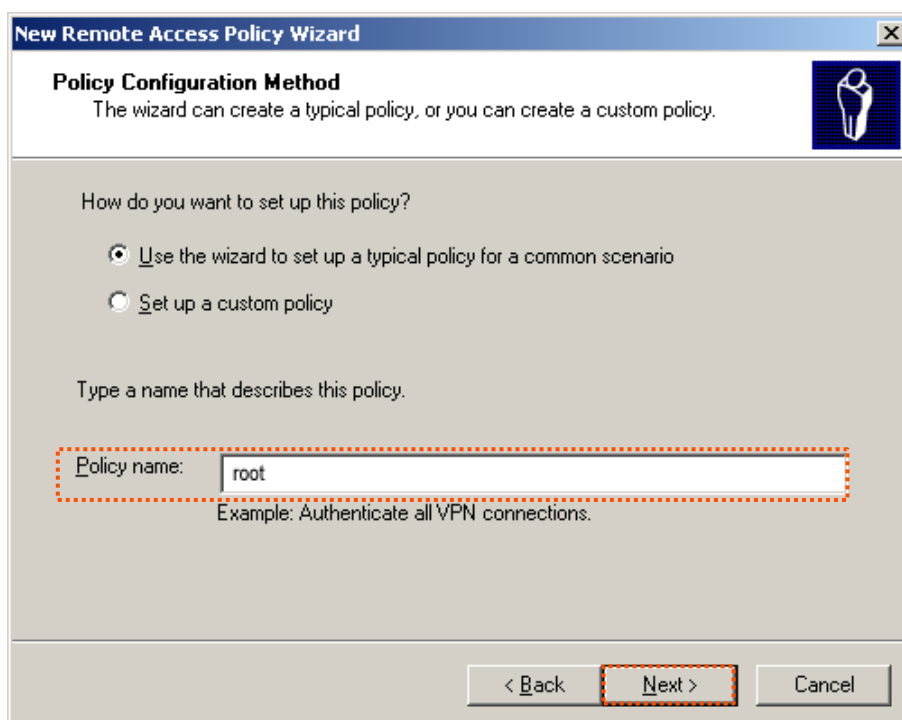 New Remote Access Policy Wizard
Policy Configuration Method
The wizard can create a typical policy, or you can create a custom policy.
How do you want to set up this policy?
Use the wizard to set up a typical policy for a common scenario
Set up a custom policy
Type a name that describes this policy.
Policy name: root
Example: Authenticate all VPN connections.
< Back Next > Cancel